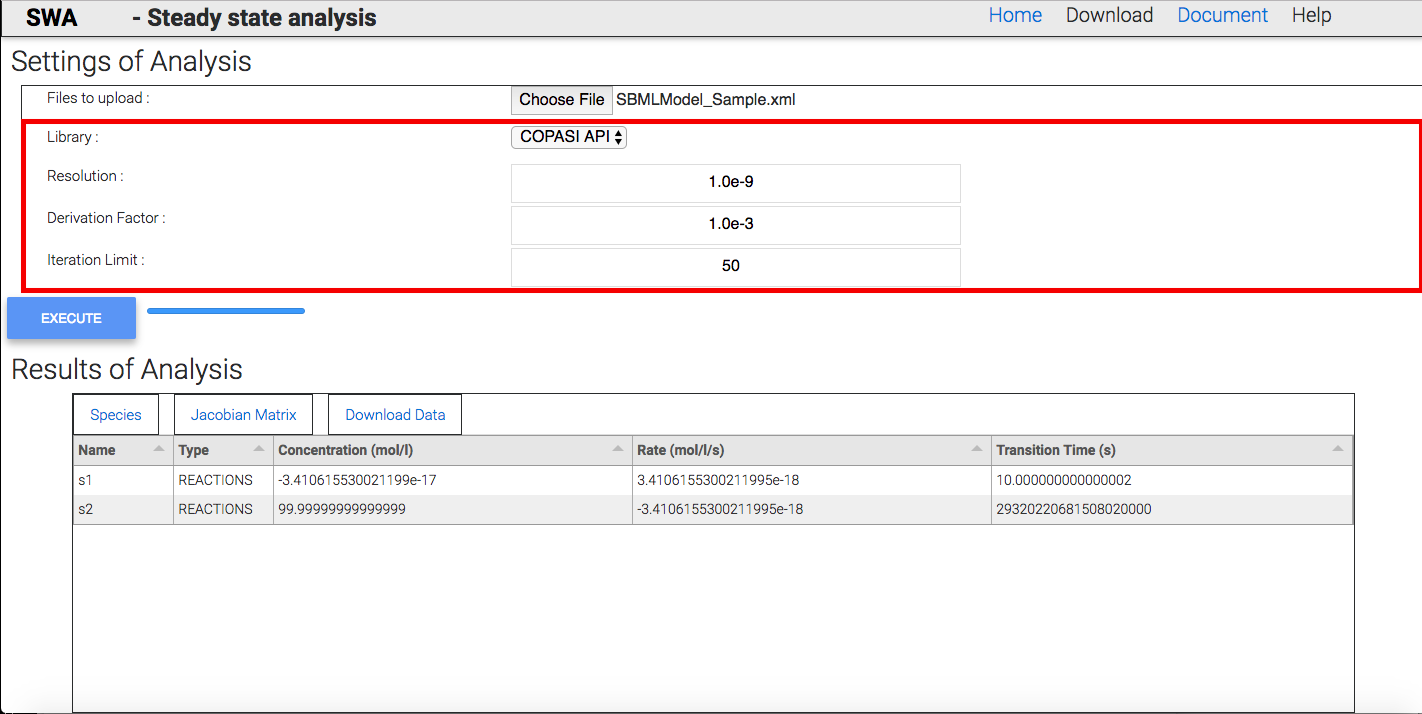 SWA - Steady state analysis Home Download Document Help
Settings of Analysis
Files to upload : Choose File SBMLModel_Sample.xml
Library : COPASI API
Resolution : 1.0e-9
Derivation Factor : 1.0e-3
Iteration Limit : 50
EXECUTE
Results of Analysis
Species Jacobian Matrix Download Data
Name Type Concentration (mol/l) Rate (mol/l/s) Transition Time (s)
s1 REACTIONS -3.410615530021199e-17 3.4106155300211995e-18 10.000000000000002
s2 REACTIONS 99.99999999999999 -3.4106155300211995e-18 29320220681508020000